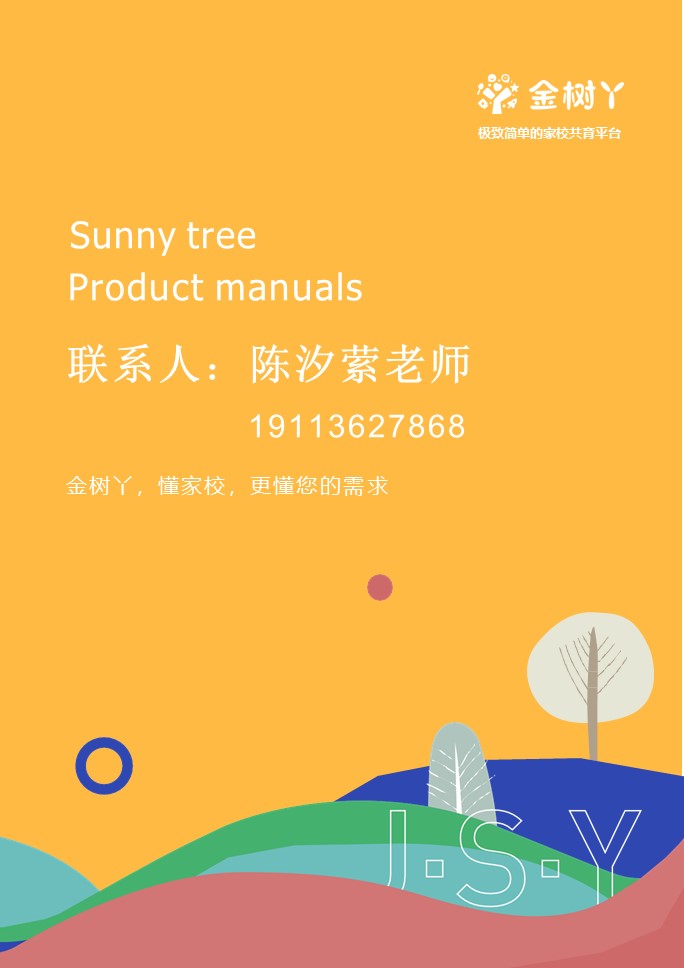 金树丫
极致简单的家校共育平台
Sunny tree
Product manuals
联系人：陈汐萦老师
19113627868
金树丫，懂家校，更懂您的需求
J·S·Y